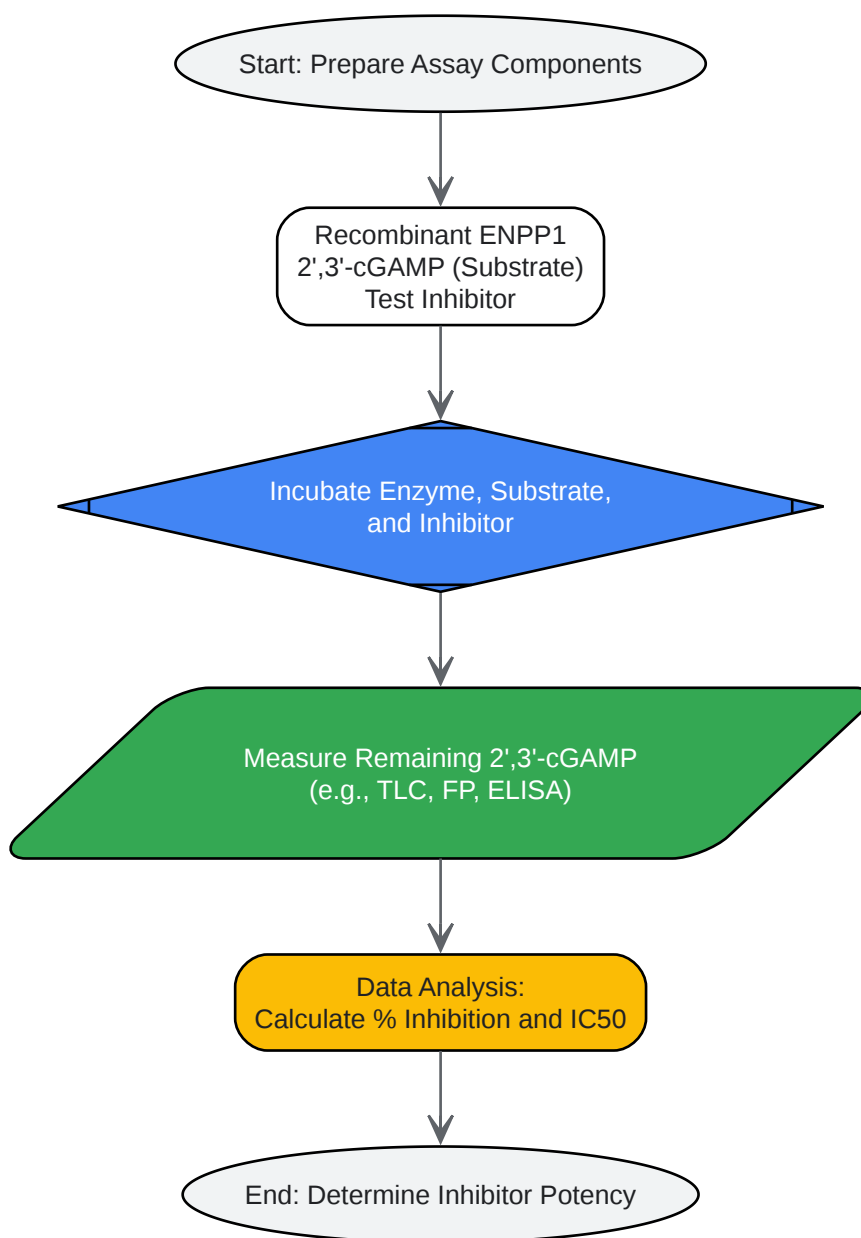 Start: Prepare Assay Components
Recombinant ENPP1
2',3'-cGAMP (Substrate)
Test Inhibitor
Incubate Enzyme, Substrate,
and Inhibitor
Measure Remaining 2',3'-cGAMP
(e.g., TLC, FP, ELISA)
Data Analysis:
Calculate % Inhibition and IC50
End: Determine Inhibitor Potency